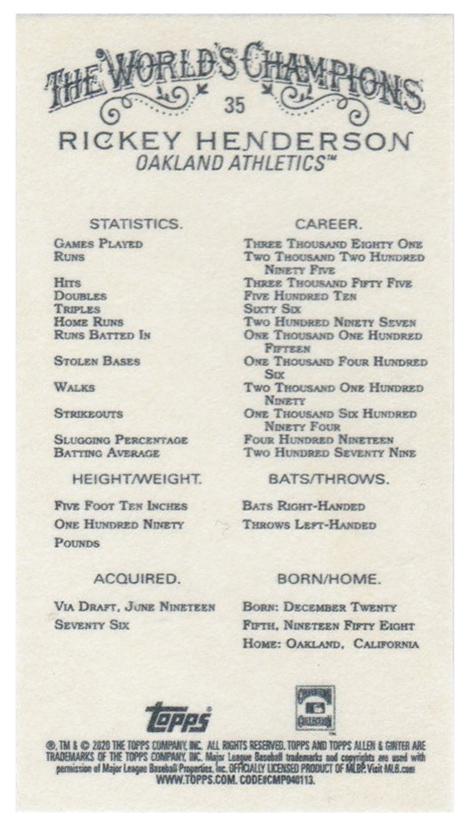 THE WORLD'S CHAMPIONS
35
RICKEY HENDERSON
OAKLAND ATHLETICS™
STATISTICS. CAREER.
GAMES PLAYED THREE THOUSAND EIGHTY ONE
RUNS TWO THOUSAND TWO HUNDRED
NINETY FIVE
HITS THREE THOUSAND FIFTY FIVE
DOUBLES FIVE HUNDRED TEN
TRIPLES SIXTY SIX
HOME RUNS TWO HUNDRED NINETY SEVEN
RUNS BATTED IN ONE THOUSAND ONE HUNDRED
FIFTEEN
STOLEN BASES ONE THOUSAND FOUR HUNDRED
SIX
WALKS TWO THOUSAND ONE HUNDRED
NINETY
STRIKEOUTS ONE THOUSAND SIX HUNDRED
NINETY FOUR
SLUGGING PERCENTAGE FOUR HUNDRED NINETEEN
BATTING AVERAGE TWO HUNDRED SEVENTY NINE
HEIGHT/WEIGHT. BATS/THROWS.
FIVE FOOT TEN INCHES BATS RIGHT-HANDED
ONE HUNDRED NINETY THROWS LEFT-HANDED
POUNDS
ACQUIRED. BORN/HOME.
VIA DRAFT, JUNE NINETEEN BORN: DECEMBER TWENTY
SEVENTY SIX FIFTH, NINETEEN FIFTY EIGHT
HOME: OAKLAND, CALIFORNIA
Topps®
®, TM & © 2020 THE TOPPS COMPANY, INC. ALL RIGHTS RESERVED. TOPPS AND TOPPS ALLEN & GINTER ARE
TRADEMARKS OF THE TOPPS COMPANY, INC. Major League Baseball trademarks and copyrights are used with
permission of Major League Baseball Properties, Inc. OFFICIALLY LICENSED PRODUCT OF MLBP. Visit MLB.com
WWW.TOPPS.COM. CODE#CMP040113.